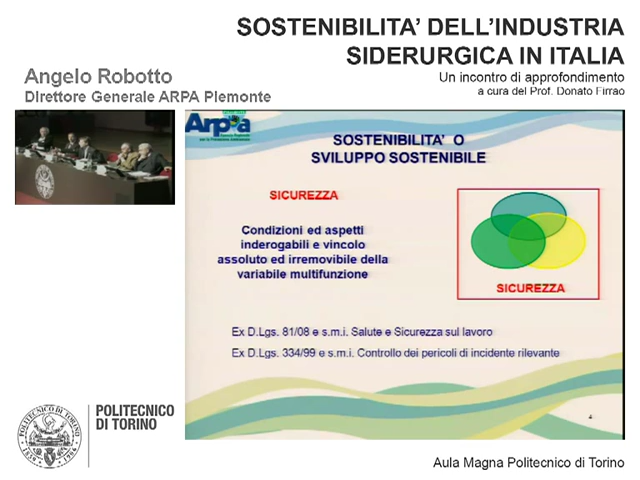 SOSTENIBILITA’ DELL’INDUSTRIA
SIDERURGICA IN ITALIA
Angelo Robotto
Un incontro di approfondimento
Direttore Generale ARPA Piemonte
a cura del Prof. Donato Firrao
Arpa
SOSTENIBILITA’ O
SVILUPPO SOSTENIBILE
SICUREZZA
Condizioni ed aspetti
inderogabili e vincolo
assoluto ed irremovibile della
variabile multifunzione
SICUREZZA
Ex D.Lgs. 81/08 e s.m.i. Salute e Sicurezza sul lavoro
Ex D.Lgs. 334/99 e s.m.i. Controllo dei pericoli di incidente rilevante
4
POLITECNICO
DI TORINO
Aula Magna Politecnico di Torino